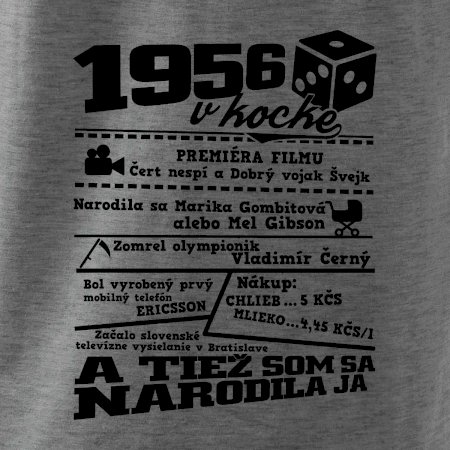 1956
v kocke
PREMIÉRA FILMU
Čert nespí a Dobrý vojak Švejk
Narodila sa Marika Gombitová
alebo Mel Gibson
Zomrel olympionik
Vladimír Černý
Bol vyrobený prvý
mobilný telefón
ERICSSON
Nákup:
CHLIEB...5 KČS
MLIEKO...4,45 KČS/l
Začalo slovenské
televízne vysielanie v Bratislave
A TIEŽ SOM SA
NARODILA JA